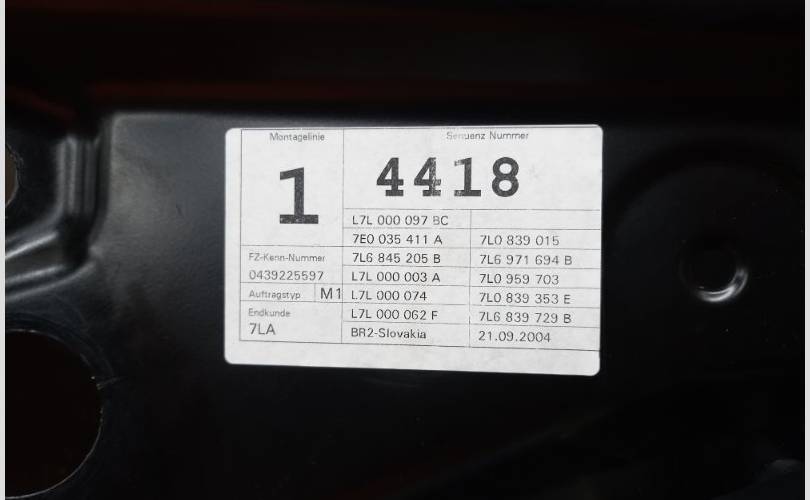 Montagelinie
Sequenz Nummer
1
4418
L7L 000 097 BC
7E0 035 411 A 7L0 839 015
FZ-Kenn-Nummer
7L6 845 205 B 7L6 971 694 B
0439225597
L7L 000 003 A 7L0 959 703
Auftragstyp M1
L7L 000 074 7L0 839 353 E
Endkunde
L7L 000 062 F 7L6 839 729 B
7LA
BR2-Slovakia 21.09.2004